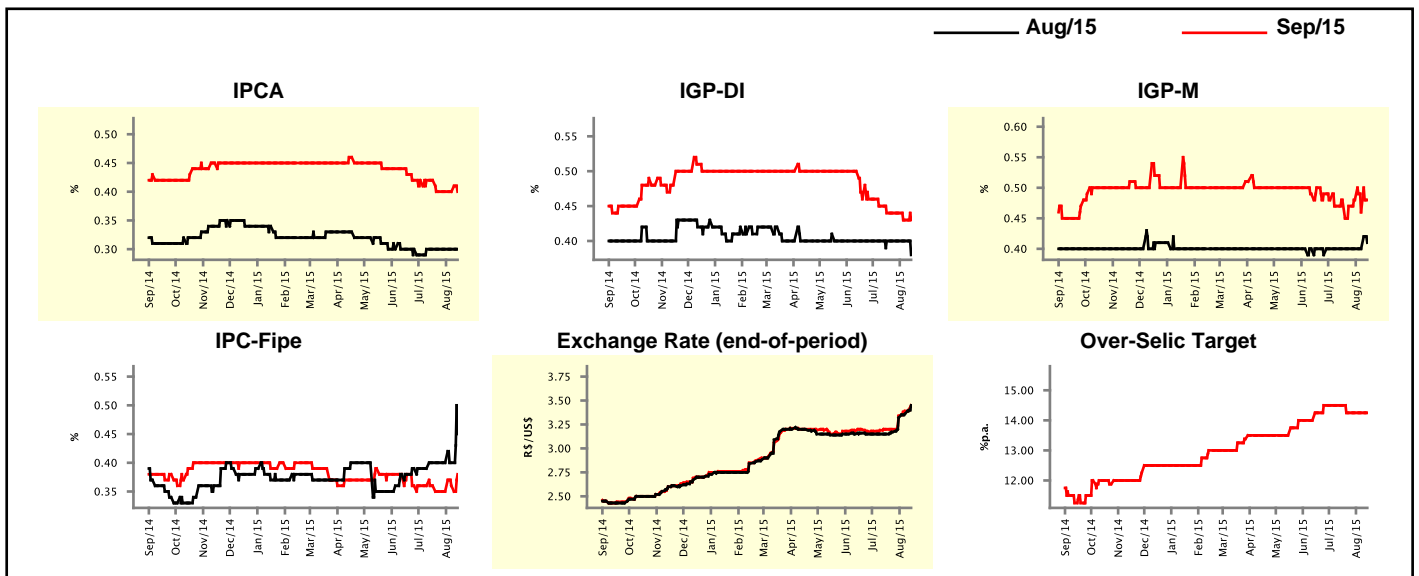 Aug/15 Sep/15
IPCA
%
0.50
0.45
0.40
0.35
0.30
Sep/14 Oct/14 Nov/14 Dec/14 Jan/15 Feb/15 Mar/15 Apr/15 May/15 Jun/15 Jul/15 Aug/15
IGP-DI
0.55
0.50
0.45
0.40
Sep/14 Oct/14 Nov/14 Dec/14 Jan/15 Feb/15 Mar/15 Apr/15 May/15 Jun/15 Jul/15 Aug/15
IGP-M
%
0.60
0.55
0.50
0.45
0.40
Sep/14 Oct/14 Nov/14 Dec/14 Jan/15 Feb/15 Mar/15 Apr/15 May/15 Jun/15 Jul/15 Aug/15
IPC-Fipe
%
0.55
0.50
0.45
0.40
0.35
Sep/14 Oct/14 Nov/14 Dec/14 Jan/15 Feb/15 Mar/15 Apr/15 May/15 Jun/15 Jul/15 Aug/15
Exchange Rate (end-of-period)
R$/US$
3.75
3.50
3.25
3.00
2.75
2.50
Sep/14 Oct/14 Nov/14 Dec/14 Jan/15 Feb/15 Mar/15 Apr/15 May/15 Jun/15 Jul/15 Aug/15
Over-Selic Target
%p.a.
15.00
14.00
13.00
12.00
Sep/14 Oct/14 Nov/14 Dec/14 Jan/15 Feb/15 Mar/15 Apr/15 May/15 Jun/15 Jul/15 Aug/15